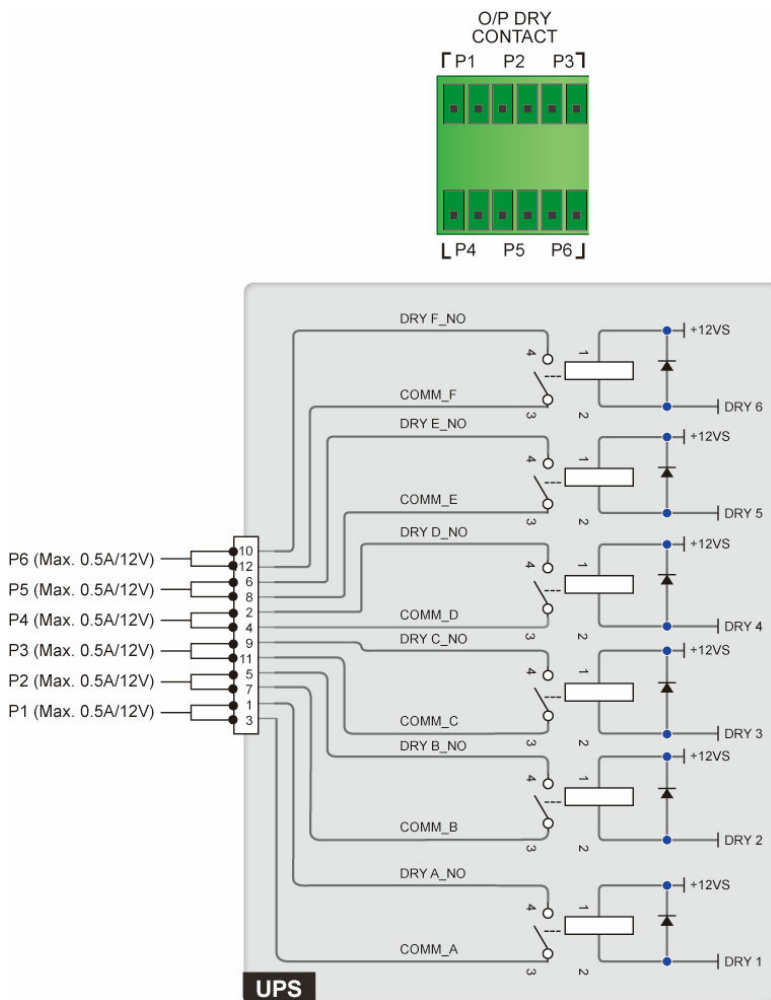 O/P DRY
CONTACT
P1 P2 P3
P4 P5 P6
DRY F_NO
4 1 +12VS
COMM_F
3 2 DRY 6
DRY E_NO
4 1 +12VS
COMM_E
3 2 DRY 5
DRY D_NO
4 1 +12VS
COMM_D
3 2 DRY 4
DRY C_NO
4 1 +12VS
COMM_C
3 2 DRY 3
DRY B_NO
4 1 +12VS
COMM_B
3 2 DRY 2
DRY A_NO
4 1 +12VS
COMM_A
3 2 DRY 1
P6 (Max. 0.5A/12V) 10
12
P5 (Max. 0.5A/12V) 6
8
P4 (Max. 0.5A/12V) 2
4
P3 (Max. 0.5A/12V) 9
11
P2 (Max. 0.5A/12V) 5
7
P1 (Max. 0.5A/12V) 1
3
UPS